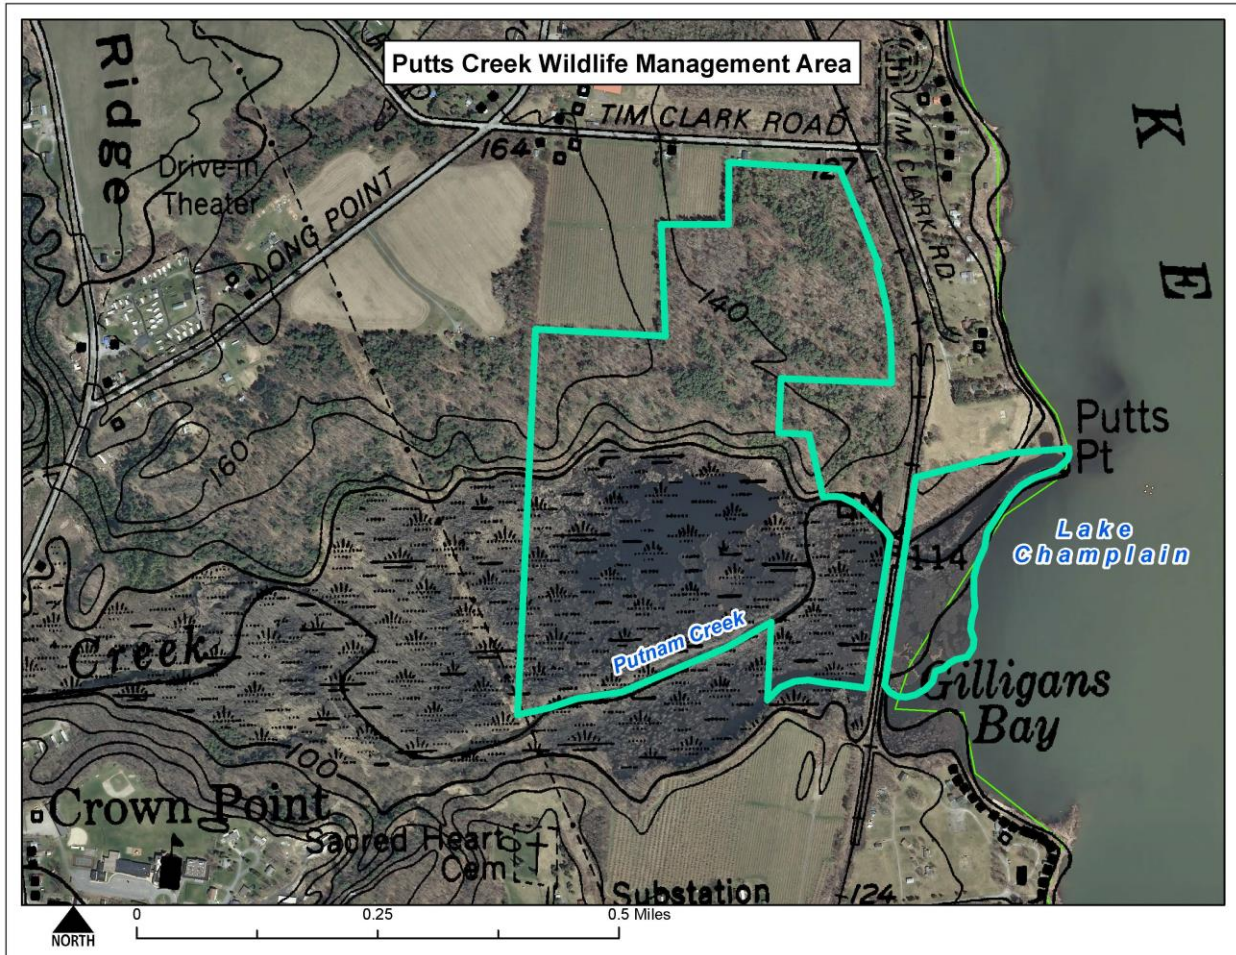 Putts Creek Wildlife Management Area
Ridge
Drive-in
Theater
LONG POINT
164
TIM CLARK ROAD
127
TIM CLARK RD
K
E
140
160
Putts
Pt
BM
114
Lake
Champlain
Putnam Creek
Creek
Gilligans
Bay
100
Crown Point
Sacred Heart
Cem
Substation
124
NORTH
0 0.25 0.5 Miles